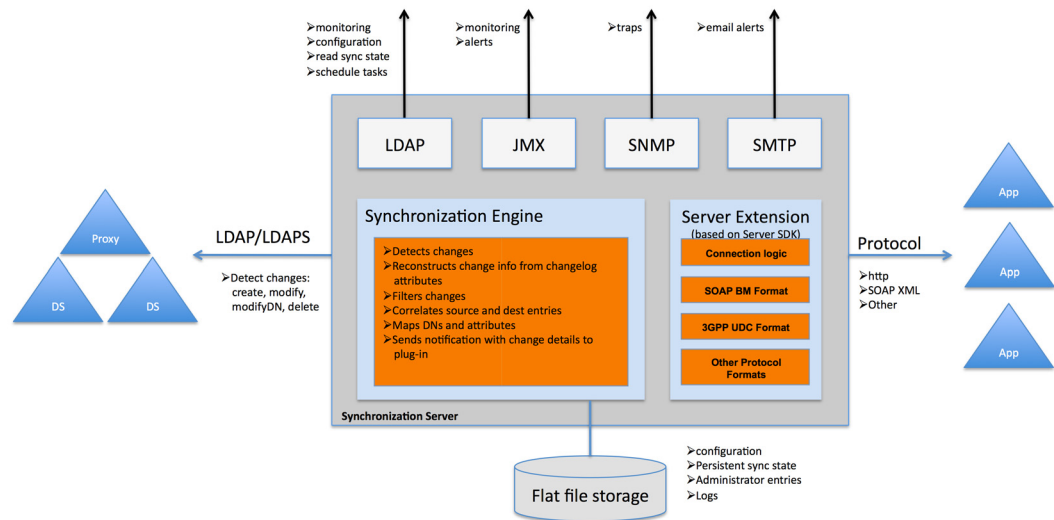 ➢monitoring
➢configuration
➢read sync state
➢schedule tasks
➢monitoring
➢alerts
➢traps
➢email alerts
LDAP
JMX
SNMP
SMTP
Proxy
DS
DS
LDAP/LDAPS
➢Detect changes:
create, modify,
modifyDN, delete
Synchronization Engine
➢Detects changes
➢Reconstructs change info from changelog
attributes
➢Filters changes
➢Correlates source and dest entries
➢Maps DNs and attributes
➢Sends notification with change details to
plug-in
Server Extension
(based on Server SDK)
Connection logic
SOAP BM Format
3GPP UDC Format
Other Protocol
Formats
Protocol
➢http
➢SOAP XML
➢Other
App
App
App
Synchronization Server
Flat file storage
➢configuration
➢Persistent sync state
➢Administrator entries
➢Logs